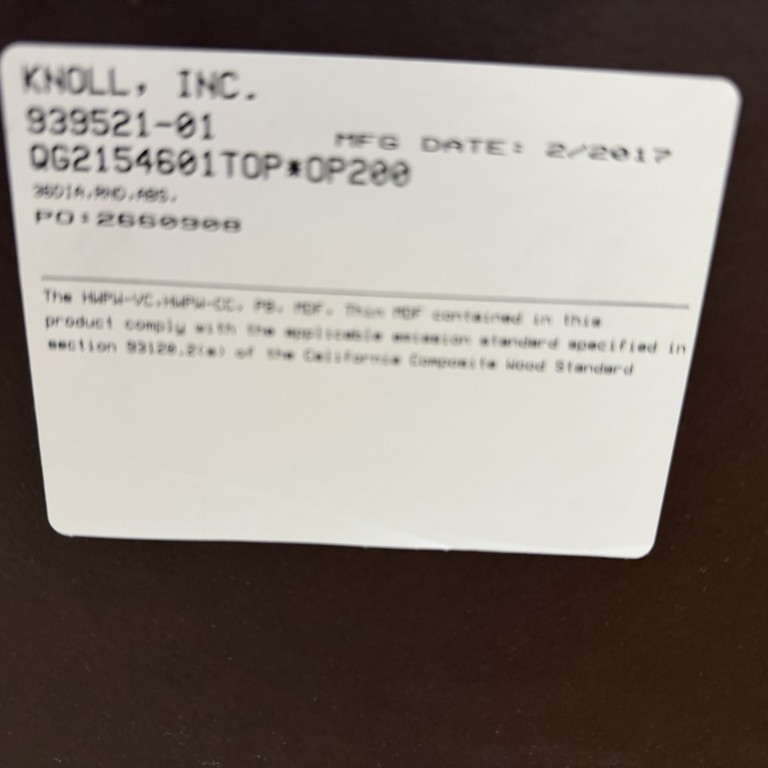 KNOLL, INC.
939521-01
MFG DATE: 2/2017
QG2154601TOP*OP200
36DIA.RND.ABS.
PO:2660908
The HWPW-VC,HWPW-CC, PB, MDF, Thin MDF contained in this
product comply with the applicable emission standard specified in
section 93120.2(a) of the California Composite Wood Standard